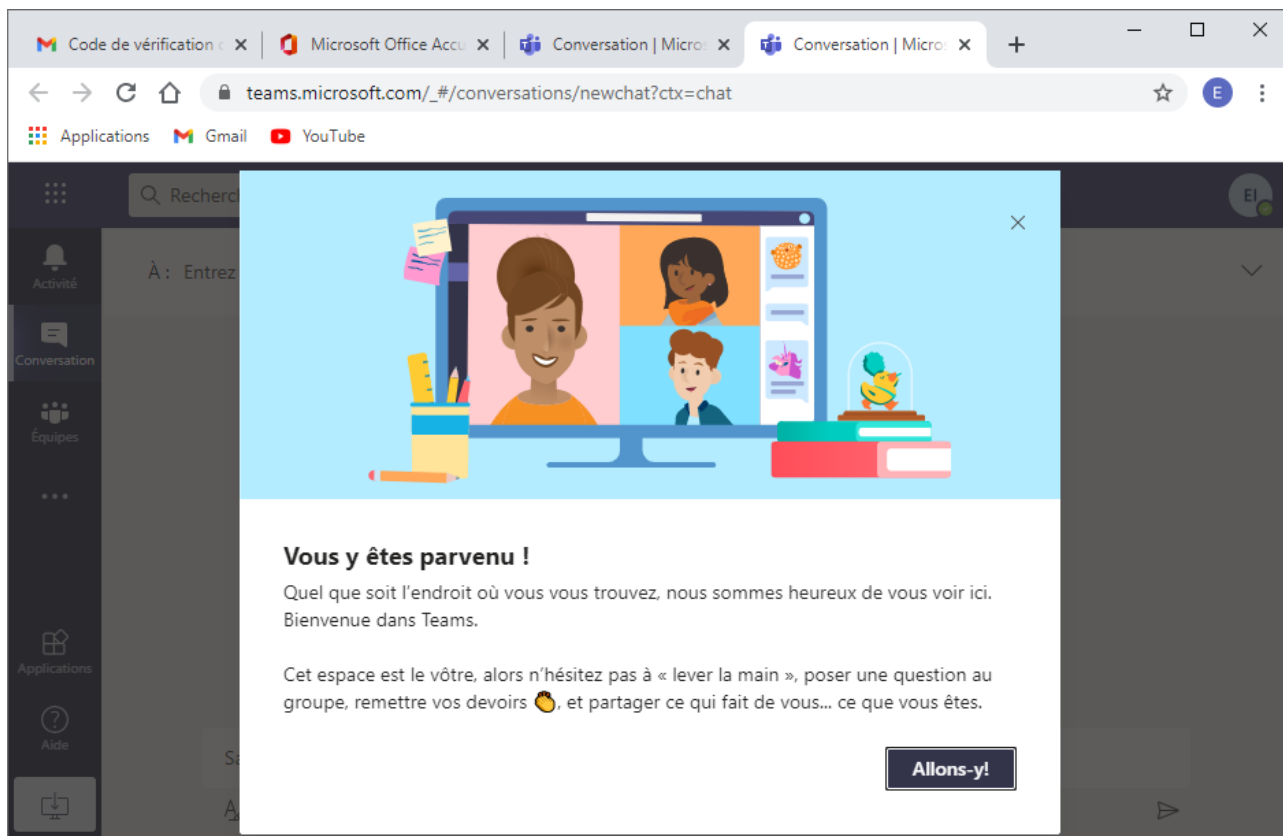 Code de vérification
Microsoft Office Accu
Conversation | Micro
Conversation | Micro
teams.microsoft.com/_#/conversations/newchat?ctx=chat
E
Applications
Gmail
YouTube
Recherc
EI
Activité
À : Entrez
Conversation
Équipes
Vous y êtes parvenu !
Quel que soit l'endroit où vous vous trouvez, nous sommes heureux de vous voir ici.
Bienvenue dans Teams.
Cet espace est le vôtre, alors n'hésitez pas à « lever la main », poser une question au
groupe, remettre vos devoirs 👏, et partager ce qui fait de vous... ce que vous êtes.
Applications
Aide
Sa
Allons-y!